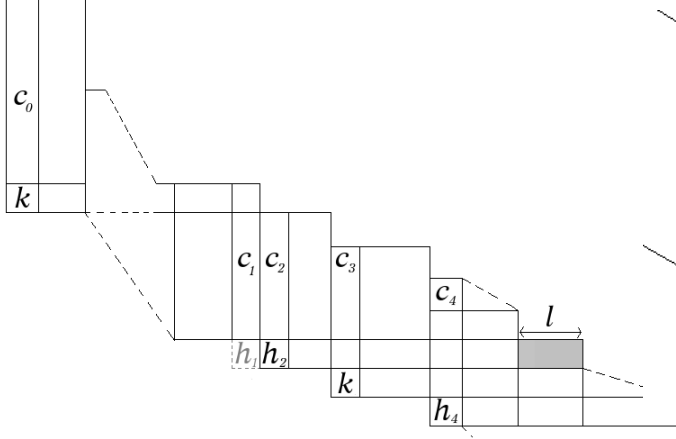 c₀
k
c₁ c₂ c₃
c₄
l
h₁ h₂
k
h₄